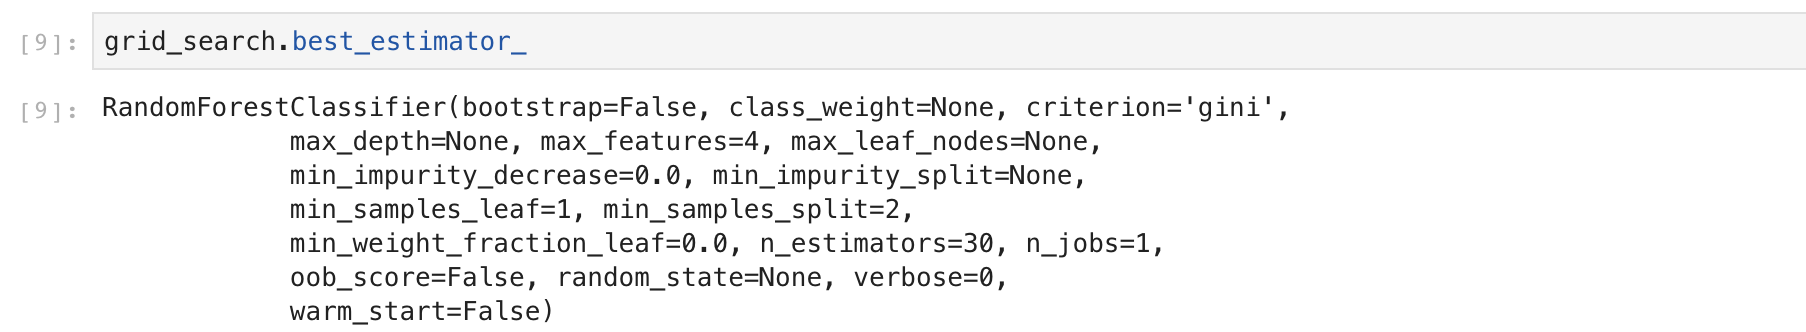 [9]: grid_search.best_estimator_
[9]: RandomForestClassifier(bootstrap=False, class_weight=None, criterion='gini',
max_depth=None, max_features=4, max_leaf_nodes=None,
min_impurity_decrease=0.0, min_impurity_split=None,
min_samples_leaf=1, min_samples_split=2,
min_weight_fraction_leaf=0.0, n_estimators=30, n_jobs=1,
oob_score=False, random_state=None, verbose=0,
warm_start=False)